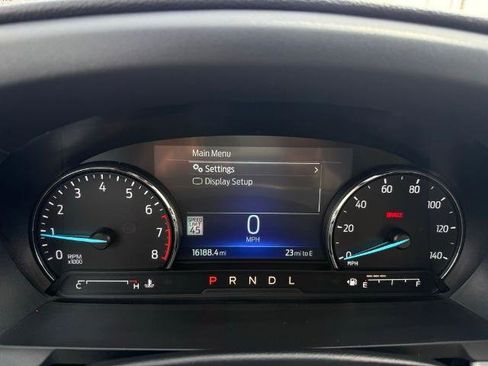 Main Menu
Settings
Display Setup
0 1 2 3 4 5 6 7 8
RPM
x1000
SPEED
LIMIT
45
0
MPH
16188.4 mi
23 mi to E
0 20 40 60 80 100 120 140
BRAKE
MPH
C H
P R N D L
E F